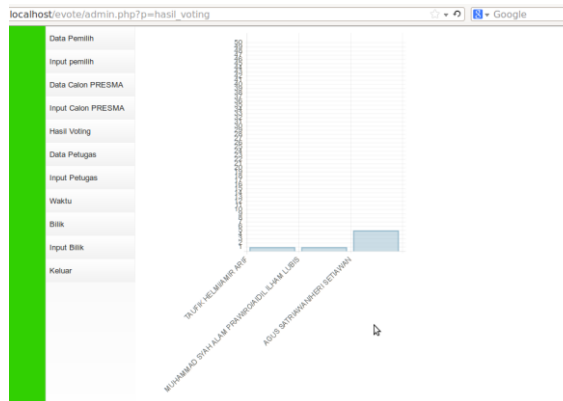 localhost/evote/admin.php?p=hasil_voting
Google
Data Pemilih
Input pemilih
Data Calon PRESMA
Input Calon PRESMA
Hasil Voting
Data Petugas
Input Petugas
Waktu
Bilik
Input Bilik
Keluar
TAUFIK HELMI/AMIR ARIF
MUHAMMAD SYAH ALAM PRAWIRO/AIDIL ILHAM LUBIS
AGUS SATRIAWAN/HERI SETIAWAN